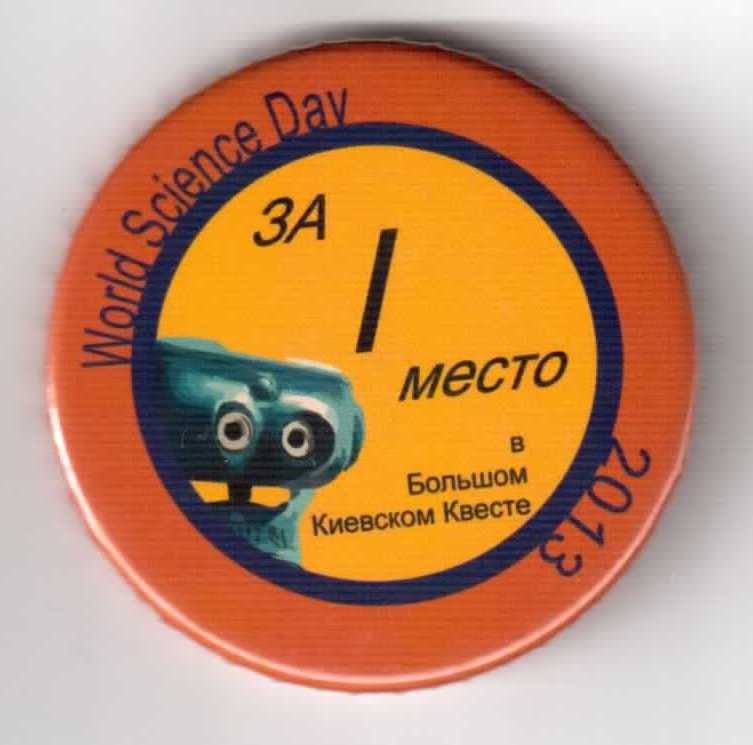 World Science Day
ЗА
I
место
в
Большом
Киевском Квесте
2013